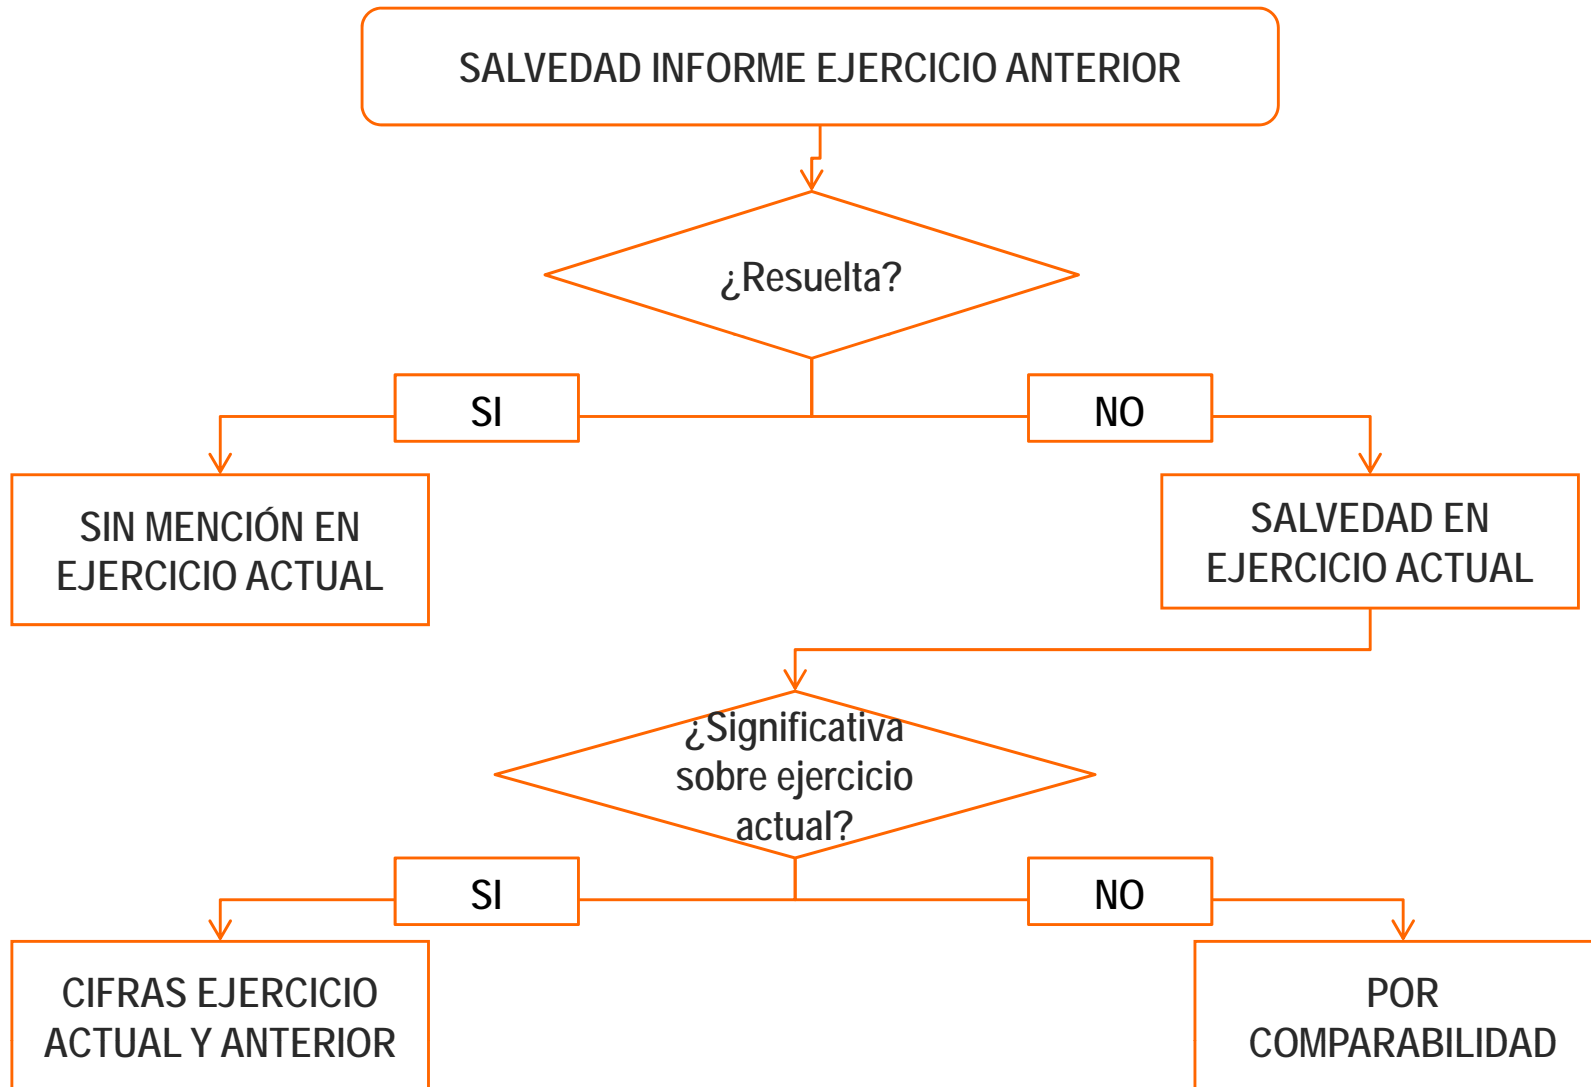 SALVEDAD INFORME EJERCICIO ANTERIOR
¿Resuelta?
SI
NO
SIN MENCIÓN EN
EJERCICIO ACTUAL
SALVEDAD EN
EJERCICIO ACTUAL
¿Significativa
sobre ejercicio
actual?
SI
NO
CIFRAS EJERCICIO
ACTUAL Y ANTERIOR
POR
COMPARABILIDAD